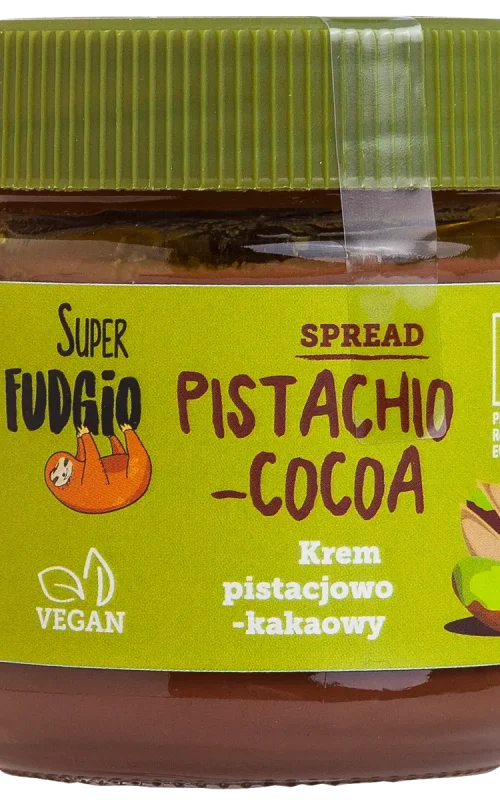 SUPER
FUDGiO
SPREAD
PISTACHIO
-COCOA
Krem
pistacjowo
-kakaowy
VEGAN